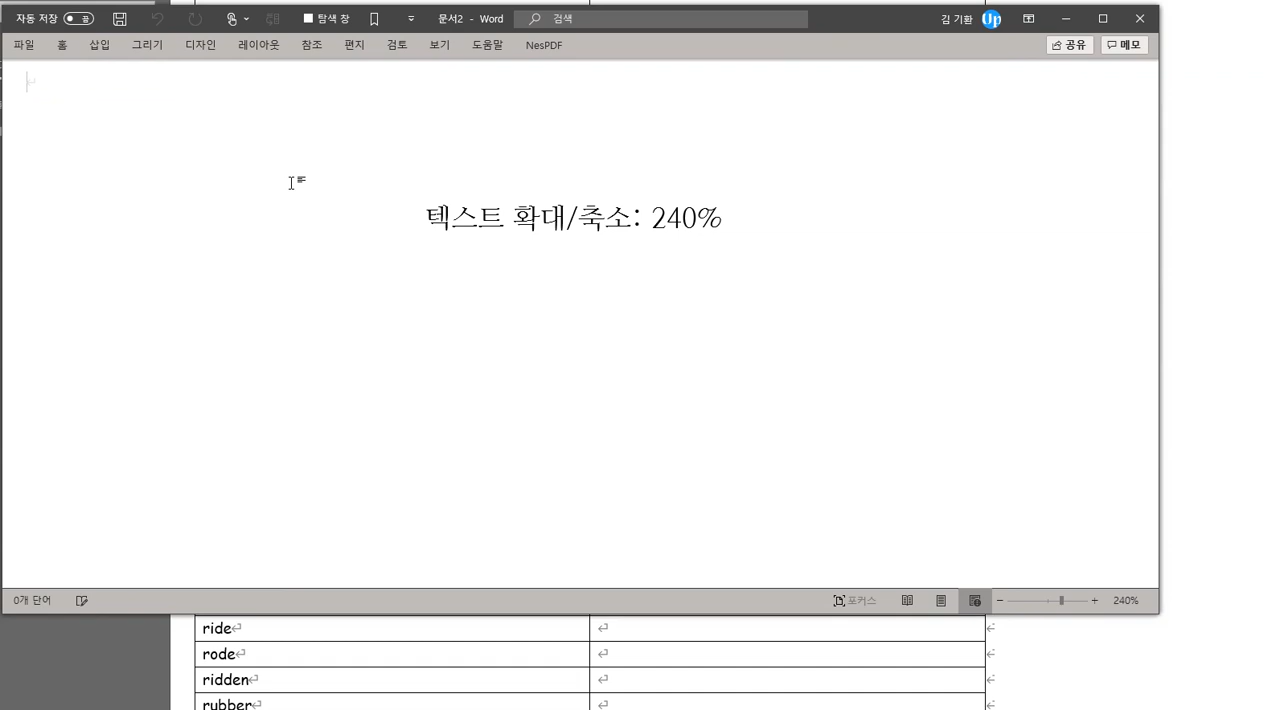 자동 저장 끔 탐색 창 문서2 - Word 검색 김 기환 Up
파일 홈 삽입 그리기 디자인 레이아웃 참조 편지 검토 보기 도움말 NesPDF 공유 메모
텍스트 확대/축소: 240%
0개 단어 포커스 240%
ride
rode
ridden
rubber